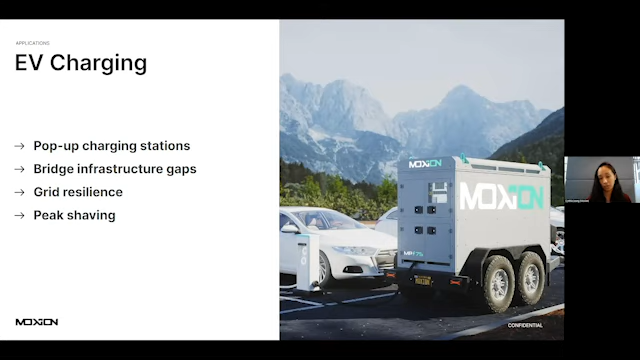 APPLICATIONS
EV Charging
→ Pop-up charging stations
→ Bridge infrastructure gaps
→ Grid resilience
→ Peak shaving
MOXION
MOXION
MOXION
CONFIDENTIAL